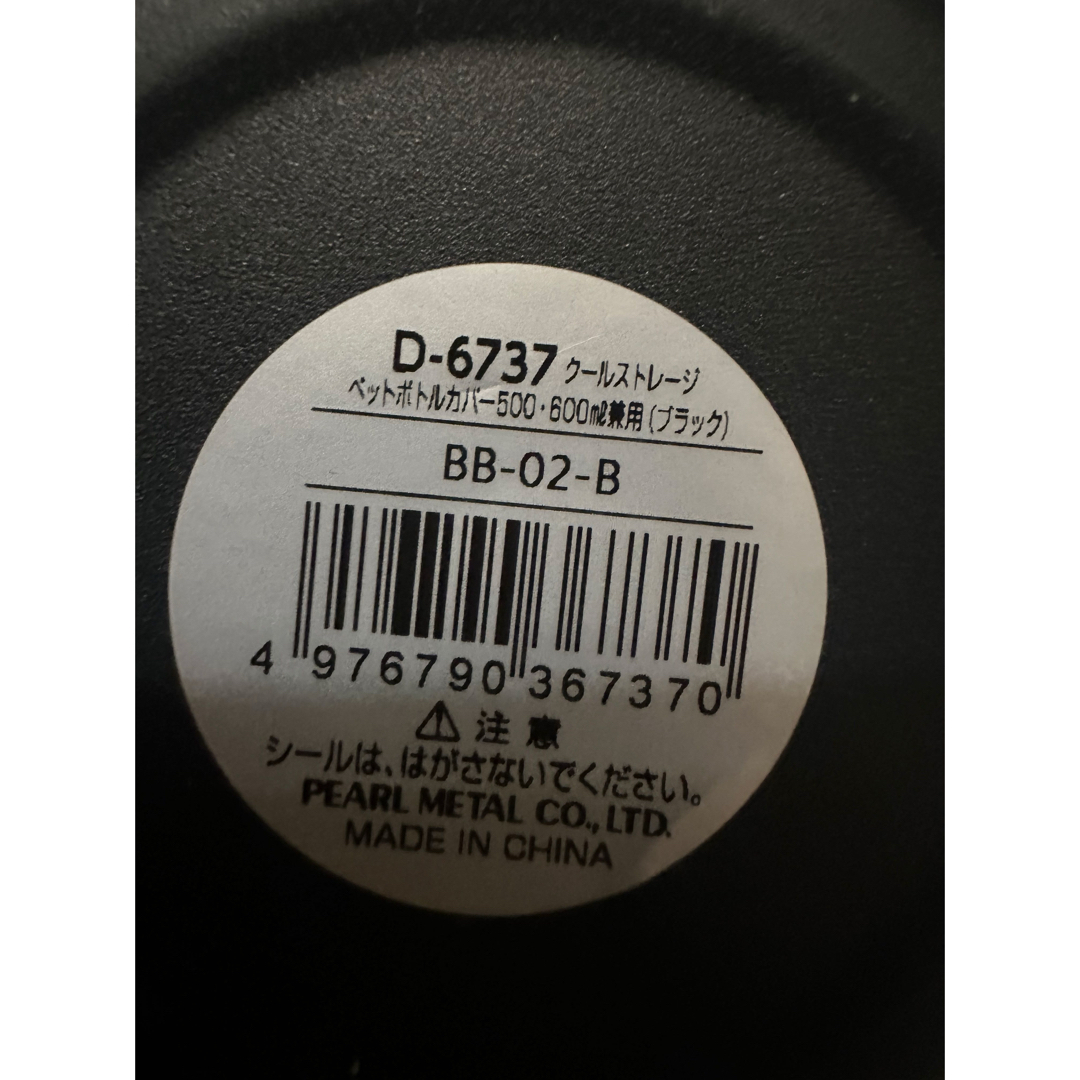 D-6737 クールストレージ
ペットボトルカバー500・600㎖兼用(ブラック)
BB-02-B
4 976790 367370
⚠ 注意
シールは、はがさないでください。
PEARL METAL CO., LTD.
MADE IN CHINA